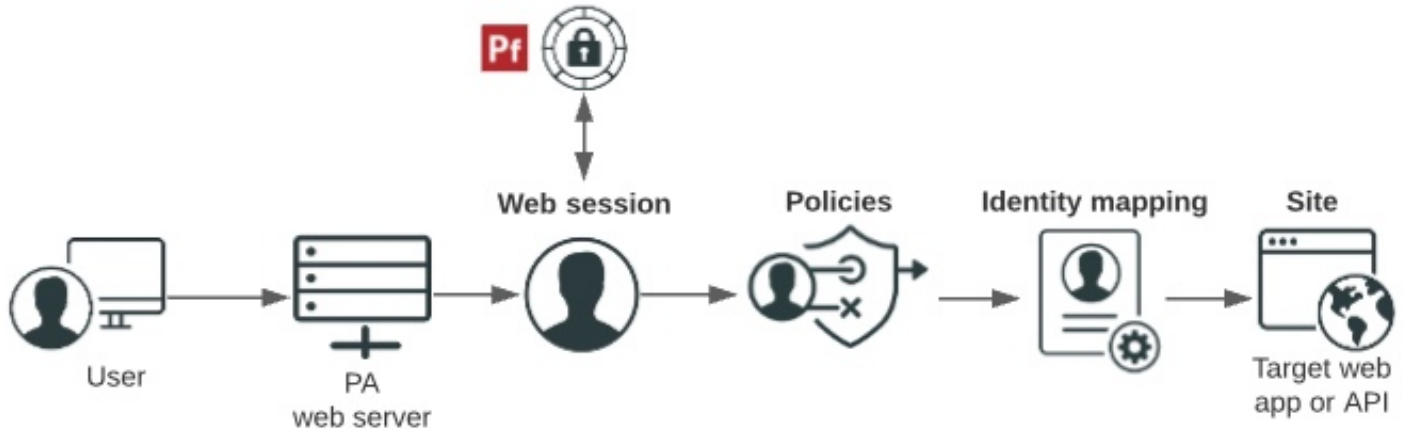 Pf
Web session
Policies
Identity mapping
Site
User
PA
web server
Target web
app or API